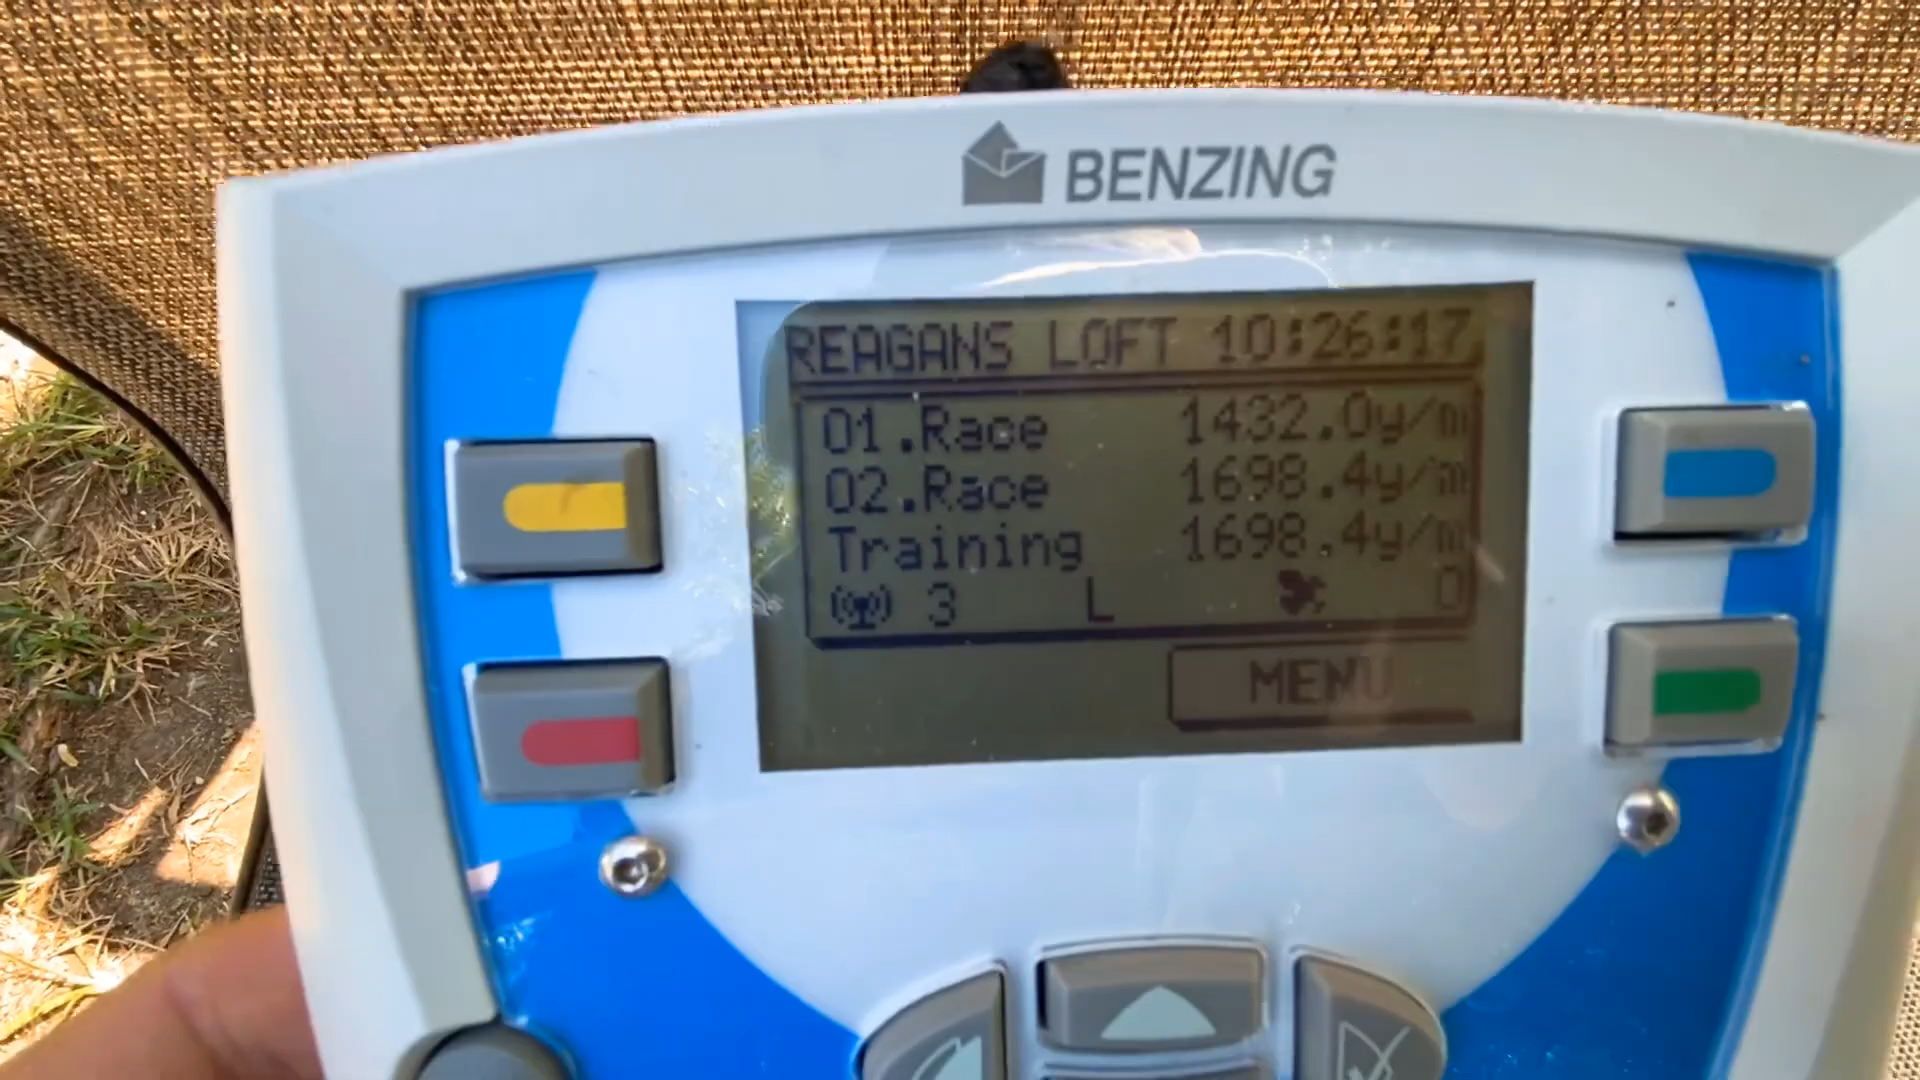 BENZING
REAGANS LOFT 10:26:17
01.Race 1432.0y/m
02.Race 1698.4y/m
Training 1698.4y/m
3 L 0
MENU